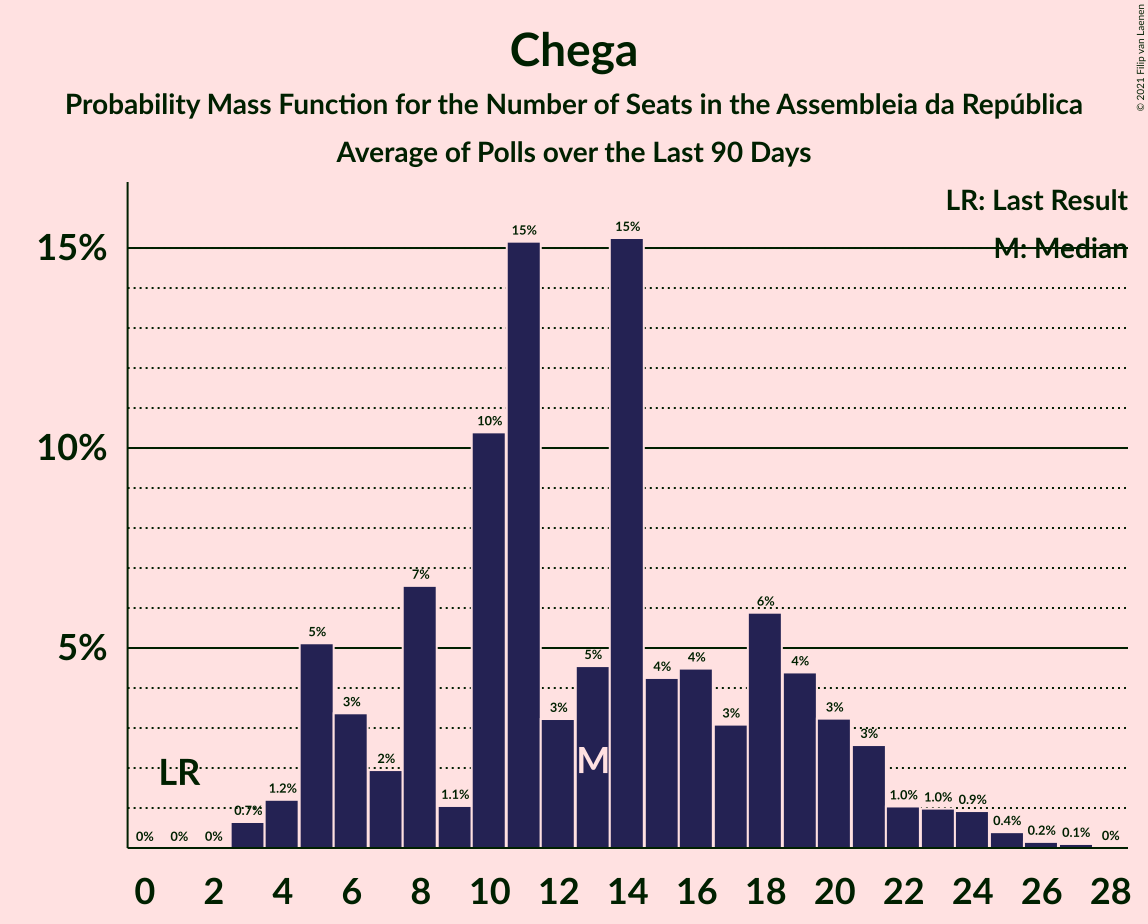 Chega
Probability Mass Function for the Number of Seats in the Assembleia da República
Average of Polls over the Last 90 Days
© 2021 Filip van Laenen
LR: Last Result
M: Median
15%
10%
5%
0% 0% 0% 0.7% 1.2% 5% 3% 2% 7% 1.1% 10% 15% 3% 5% 15% 4% 4% 3% 6% 4% 3% 3% 1.0% 1.0% 0.9% 0.4% 0.2% 0.1% 0%
LR
M
0 2 4 6 8 10 12 14 16 18 20 22 24 26 28